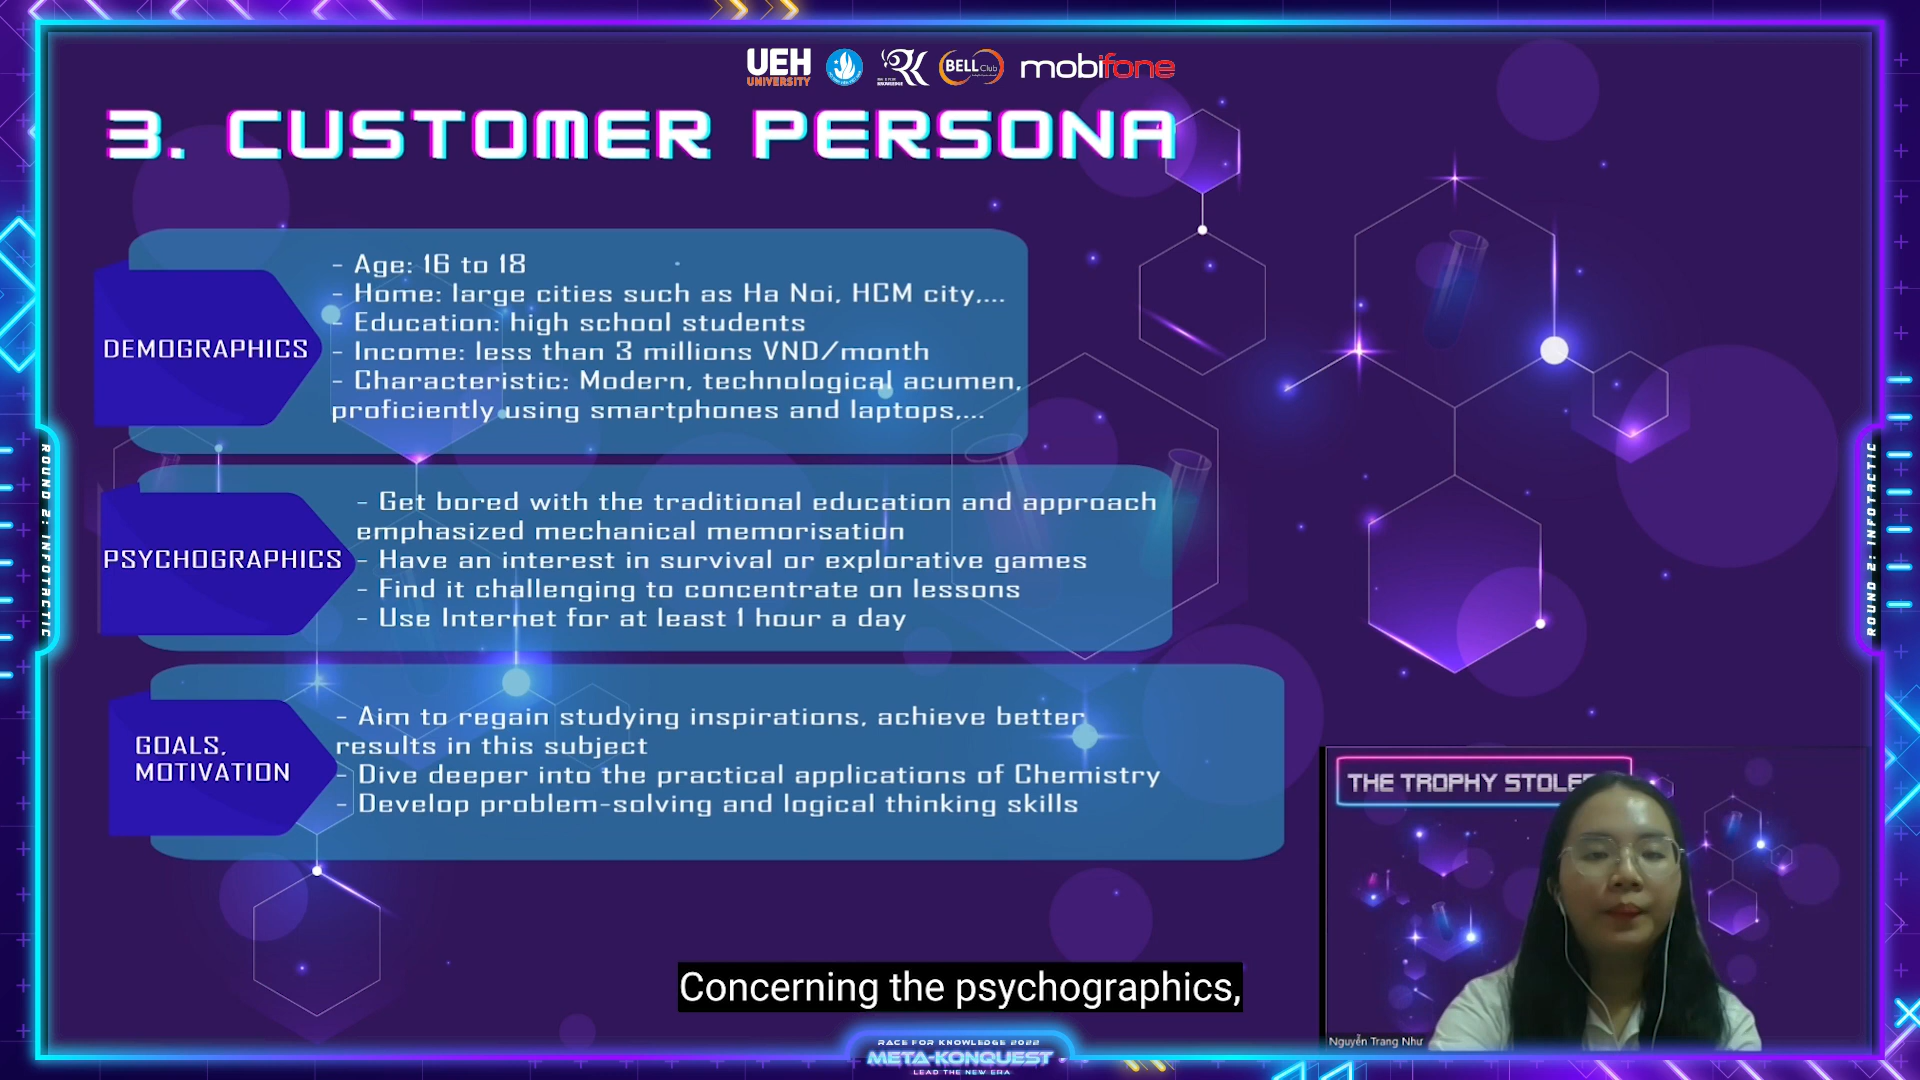 UEH
UNIVERSITY
BELL Club
mobifone
3. CUSTOMER PERSONA
DEMOGRAPHICS
- Age: 16 to 18
- Home: large cities such as Ha Noi, HCM city,...
- Education: high school students
- Income: less than 3 millions VND/month
- Characteristic: Modern, technological acumen,
proficiently using smartphones and laptops,...
PSYCHOGRAPHICS
- Get bored with the traditional education and approach
emphasized mechanical memorisation
- Have an interest in survival or explorative games
- Find it challenging to concentrate on lessons
- Use Internet for at least 1 hour a day
GOALS,
MOTIVATION
- Aim to regain studying inspirations, achieve better
results in this subject
- Dive deeper into the practical applications of Chemistry
- Develop problem-solving and logical thinking skills
ROUND 2: INFOTACTIC
ROUND 2: INFOTACTIC
THE TROPHY STOLE
Nguyễn Trang Như
Concerning the psychographics,
RACE FOR KNOWLEDGE 2022
META-KONQUEST
LEAD THE NEW ERA